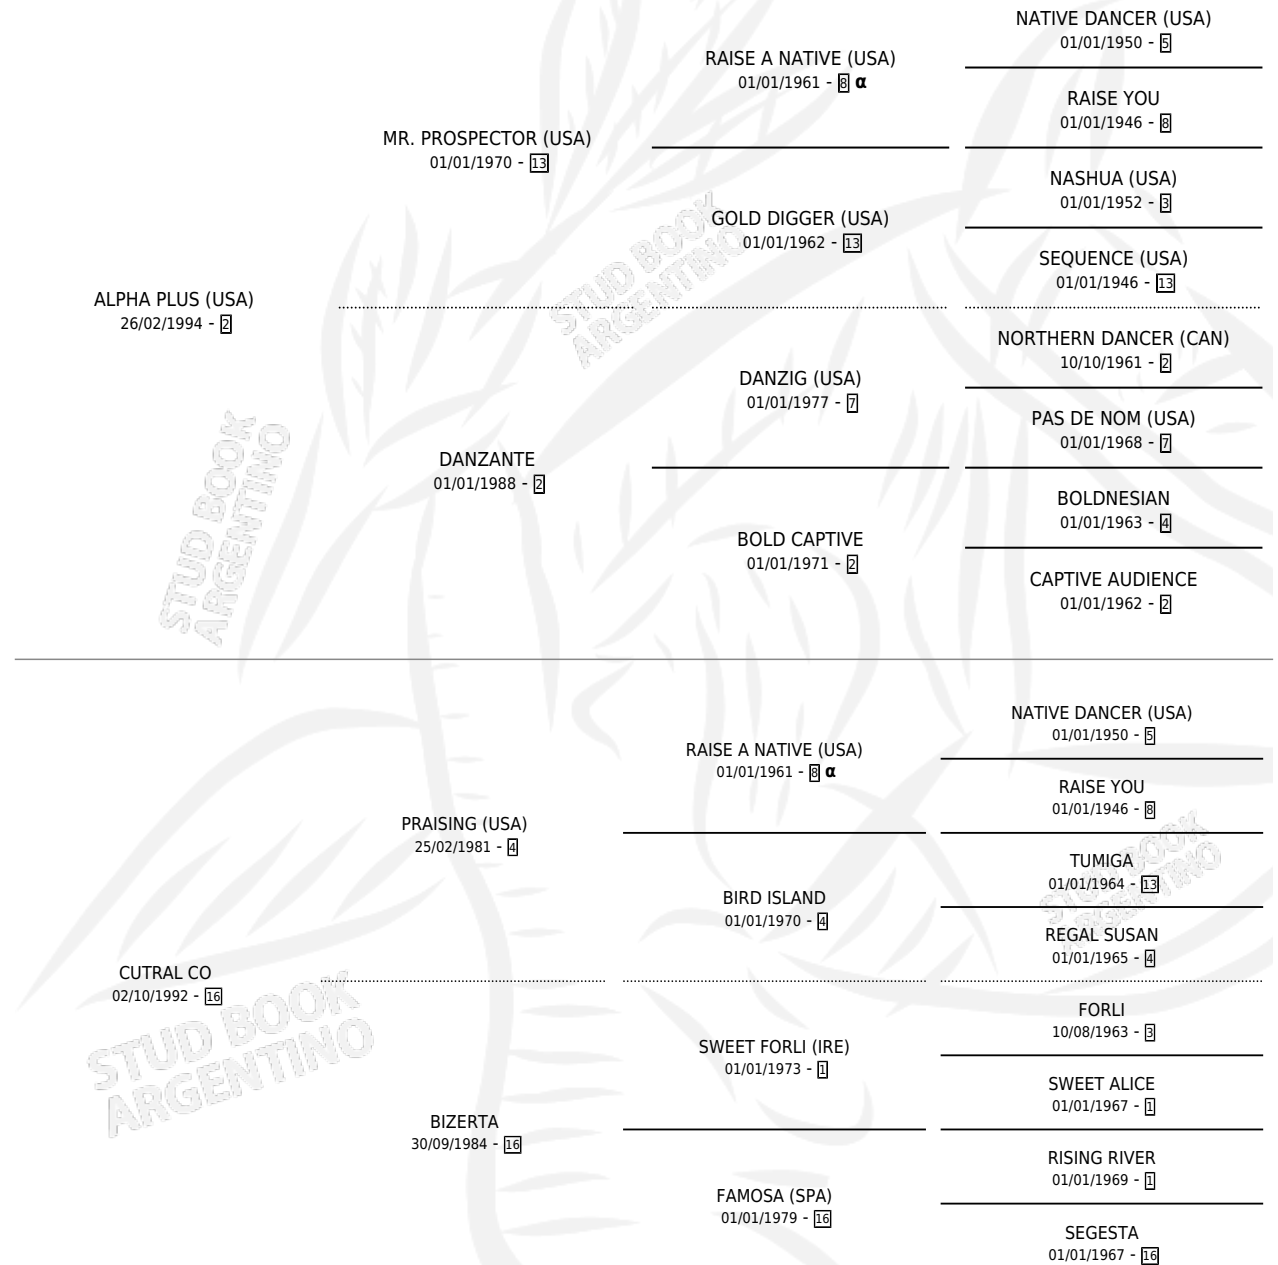 NATIVE DANCER (USA)
01/01/1950 - 5
RAISE A NATIVE (USA)
01/01/1961 - 8 α
RAISE YOU
01/01/1946 - 8
MR. PROSPECTOR (USA)
01/01/1970 - 13
NASHUA (USA)
01/01/1952 - 3
GOLD DIGGER (USA)
01/01/1962 - 13
SEQUENCE (USA)
01/01/1946 - 13
ALPHA PLUS (USA)
26/02/1994 - 2
STUD BOOK
ARGENTINO
NORTHERN DANCER (CAN)
10/10/1961 - 2
DANZIG (USA)
01/01/1977 - 7
PAS DE NOM (USA)
01/01/1968 - 7
DANZANTE
01/01/1988 - 2
BOLDNESIAN
01/01/1963 - 4
BOLD CAPTIVE
01/01/1971 - 2
CAPTIVE AUDIENCE
01/01/1962 - 2
STUD BOOK
ARGENTINO
NATIVE DANCER (USA)
01/01/1950 - 5
RAISE A NATIVE (USA)
01/01/1961 - 8 α
RAISE YOU
01/01/1946 - 8
PRAISING (USA)
25/02/1981 - 4
TUMIGA
01/01/1964 - 13
BIRD ISLAND
01/01/1970 - 4
REGAL SUSAN
01/01/1965 - 4
STUD BOOK
ARGENTINO
CUTRAL CO
02/10/1992 - 16
STUD BOOK
ARGENTINO
FORLI
10/08/1963 - 3
SWEET FORLI (IRE)
01/01/1973 - 1
SWEET ALICE
01/01/1967 - 1
BIZERTA
30/09/1984 - 16
RISING RIVER
01/01/1969 - 1
FAMOSA (SPA)
01/01/1979 - 16
SEGESTA
01/01/1967 - 16